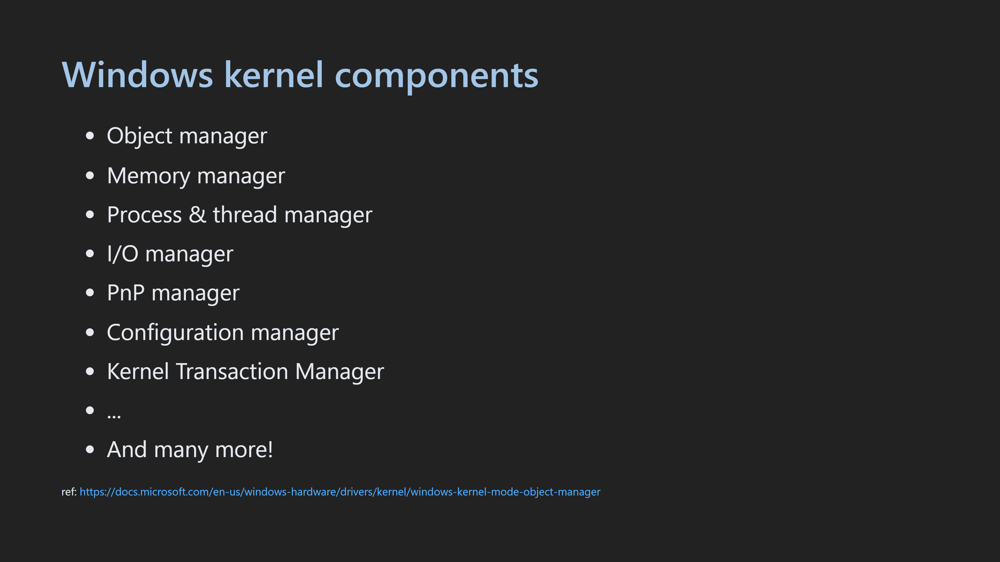 Windows kernel components
• Object manager
• Memory manager
• Process & thread manager
• I/O manager
• PnP manager
• Configuration manager
• Kernel Transaction Manager
• ...
• And many more!
ref: https://docs.microsoft.com/en-us/windows-hardware/drivers/kernel/windows-kernel-mode-object-manager